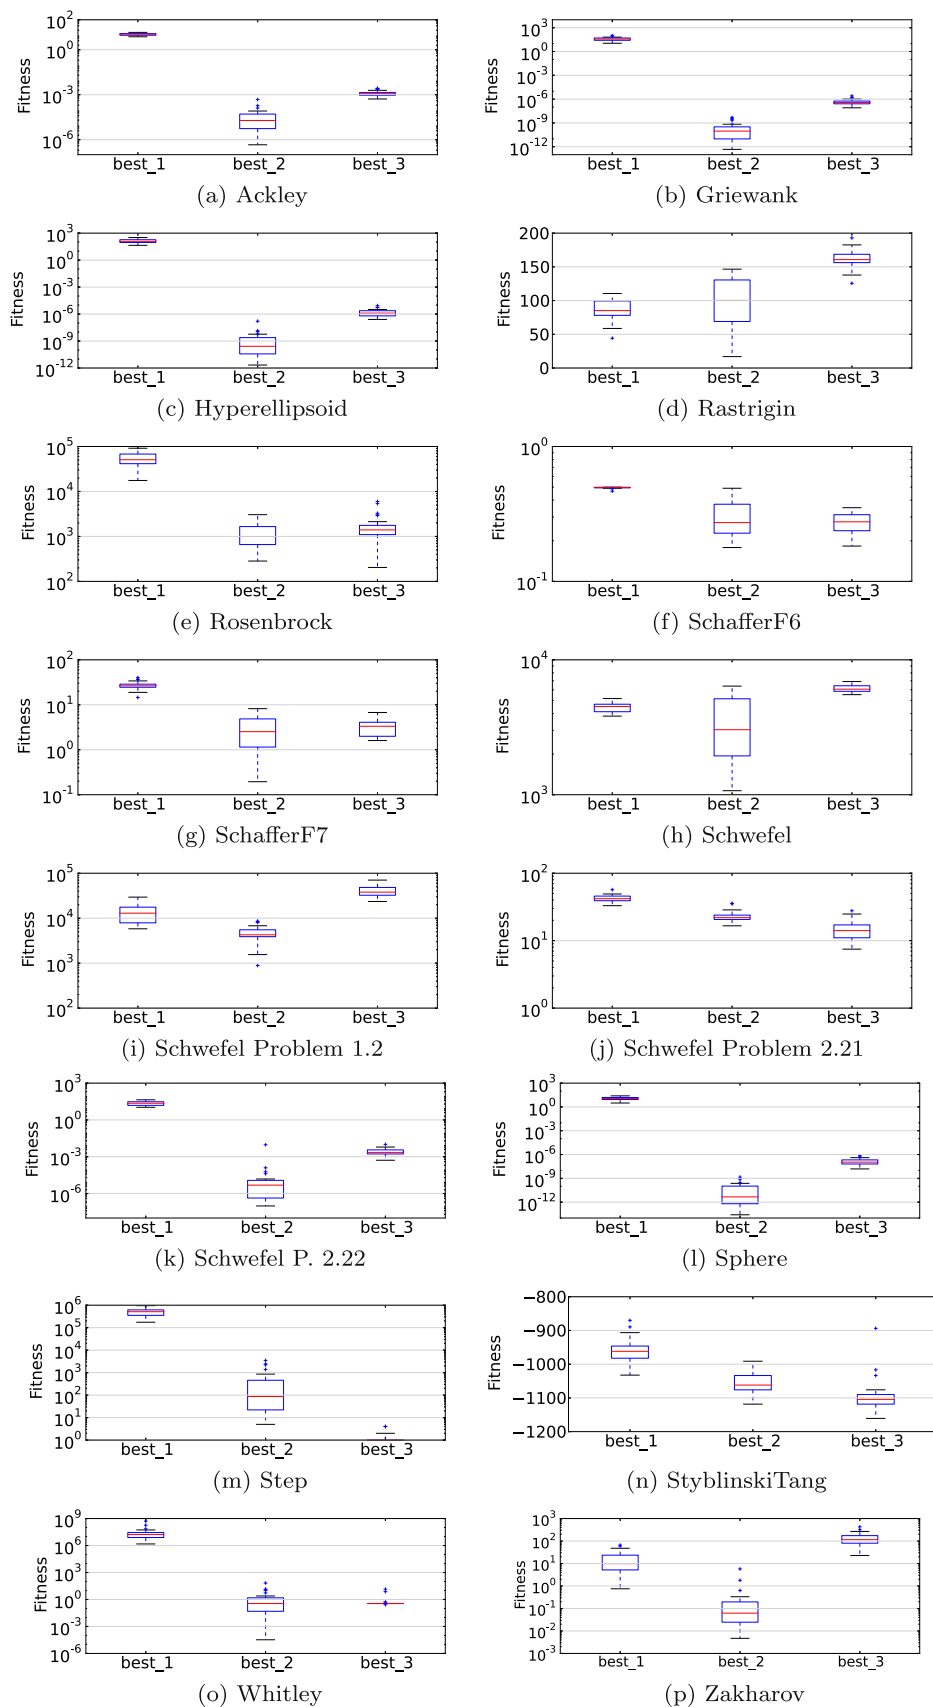 Fitness
10^2
10^0
10^-3
10^-6
best_1 best_2 best_3
(a) Ackley
Fitness
10^3
10^0
10^-3
10^-6
10^-9
10^-12
best_1 best_2 best_3
(b) Griewank
Fitness
10^3
10^0
10^-3
10^-6
10^-9
10^-12
best_1 best_2 best_3
(c) Hyperellipsoid
Fitness
200
150
100
50
0
best_1 best_2 best_3
(d) Rastrigin
Fitness
10^5
10^4
10^3
10^2
best_1 best_2 best_3
(e) Rosenbrock
Fitness
10^0
10^-1
best_1 best_2 best_3
(f) SchafferF6
Fitness
10^2
10^1
10^0
10^-1
best_1 best_2 best_3
(g) SchafferF7
Fitness
10^4
10^3
best_1 best_2 best_3
(h) Schwefel
Fitness
10^5
10^4
10^3
10^2
best_1 best_2 best_3
(i) Schwefel Problem 1.2
Fitness
10^2
10^1
10^0
best_1 best_2 best_3
(j) Schwefel Problem 2.21
Fitness
10^3
10^0
10^-3
10^-6
best_1 best_2 best_3
(k) Schwefel P. 2.22
Fitness
10^3
10^0
10^-3
10^-6
10^-9
10^-12
best_1 best_2 best_3
(l) Sphere
Fitness
10^6
10^5
10^4
10^3
10^2
10^1
10^0
best_1 best_2 best_3
(m) Step
Fitness
−800
−900
−1000
−1100
−1200
best_1 best_2 best_3
(n) StyblinskiTang
Fitness
10^9
10^6
10^3
10^0
10^-3
10^-6
best_1 best_2 best_3
(o) Whitley
Fitness
10^3
10^2
10^1
10^0
10^-1
10^-2
10^-3
best_1 best_2 best_3
(p) Zakharov